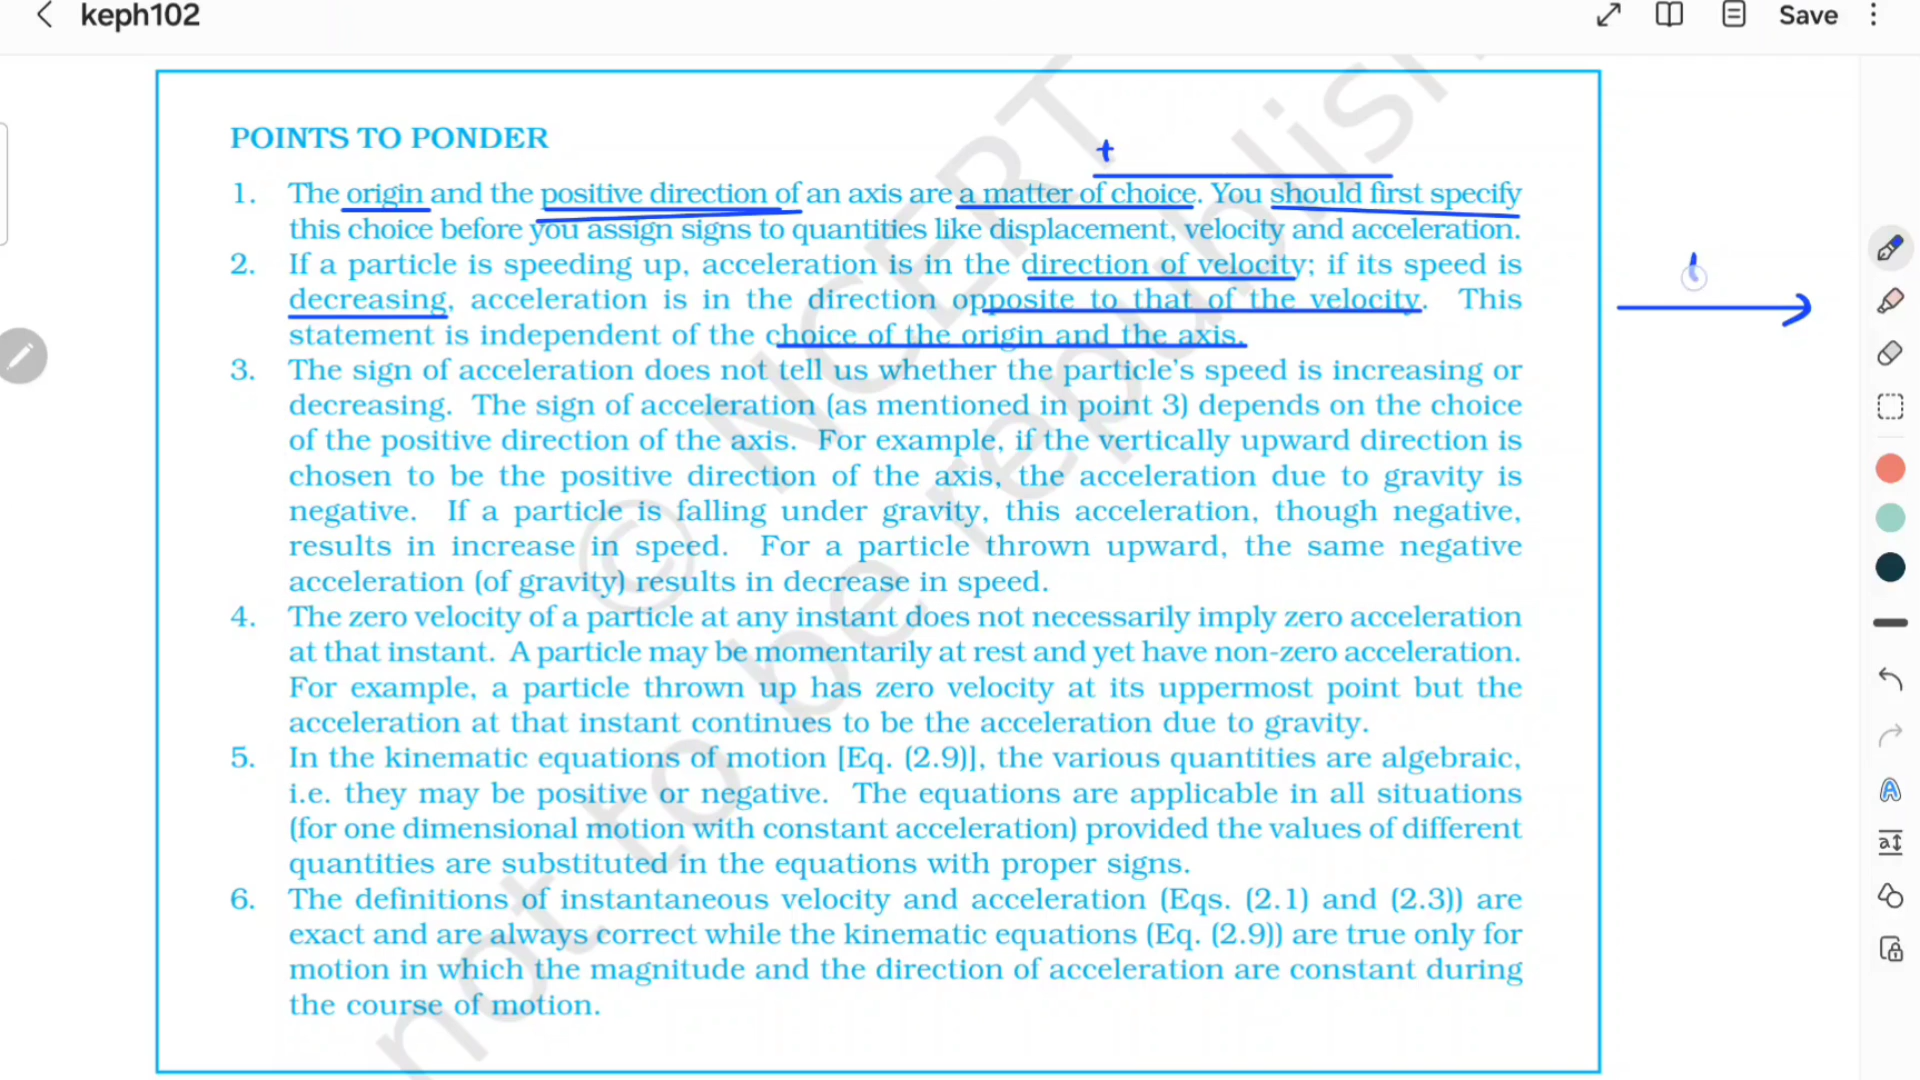 keph102
Save
POINTS TO PONDER
+
1. The origin and the positive direction of an axis are a matter of choice. You should first specify
this choice before you assign signs to quantities like displacement, velocity and acceleration.
2. If a particle is speeding up, acceleration is in the direction of velocity; if its speed is
decreasing, acceleration is in the direction opposite to that of the velocity. This
statement is independent of the choice of the origin and the axis.
3. The sign of acceleration does not tell us whether the particle's speed is increasing or
decreasing. The sign of acceleration (as mentioned in point 3) depends on the choice
of the positive direction of the axis. For example, if the vertically upward direction is
chosen to be the positive direction of the axis, the acceleration due to gravity is
negative. If a particle is falling under gravity, this acceleration, though negative,
results in increase in speed. For a particle thrown upward, the same negative
acceleration (of gravity) results in decrease in speed.
4. The zero velocity of a particle at any instant does not necessarily imply zero acceleration
at that instant. A particle may be momentarily at rest and yet have non-zero acceleration.
For example, a particle thrown up has zero velocity at its uppermost point but the
acceleration at that instant continues to be the acceleration due to gravity.
5. In the kinematic equations of motion [Eq. (2.9)], the various quantities are algebraic,
i.e. they may be positive or negative. The equations are applicable in all situations
(for one dimensional motion with constant acceleration) provided the values of different
quantities are substituted in the equations with proper signs.
6. The definitions of instantaneous velocity and acceleration (Eqs. (2.1) and (2.3)) are
exact and are always correct while the kinematic equations (Eq. (2.9)) are true only for
motion in which the magnitude and the direction of acceleration are constant during
the course of motion.
© NCERT
not to be republish